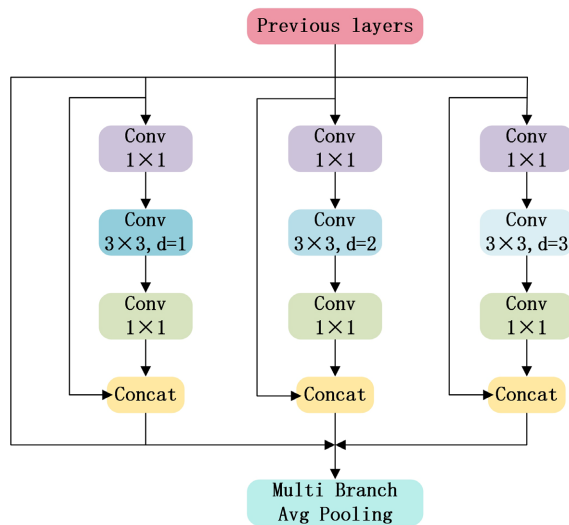 Previous layers
Conv
1×1
Conv
1×1
Conv
1×1
Conv
3×3,d=1
Conv
3×3,d=2
Conv
3×3,d=3
Conv
1×1
Conv
1×1
Conv
1×1
Concat
Concat
Concat
Multi Branch
Avg Pooling